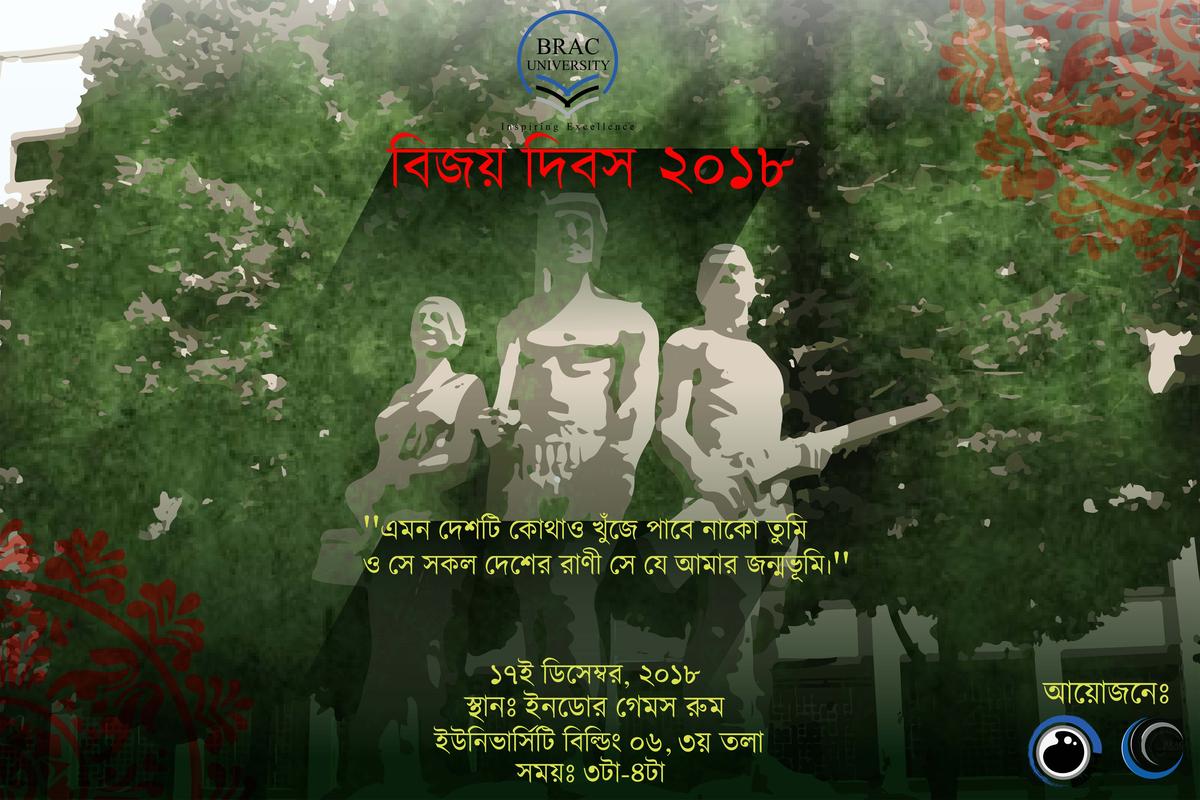 BRAC
UNIVERSITY
Inspiring Excellence
বিজয় দিবস ২০১৮
"এমন দেশটি কোথাও খুঁজে পাবে নাকো তুমি
ও সে সকল দেশের রাণী সে যে আমার জন্মভূমি।"
১৭ই ডিসেম্বর, ২০১৮
স্থানঃ ইনডোর গেমস রুম
ইউনিভার্সিটি বিল্ডিং ০৬, ৩য় তলা
সময়ঃ ৩টা-৪টা
আয়োজনেঃ